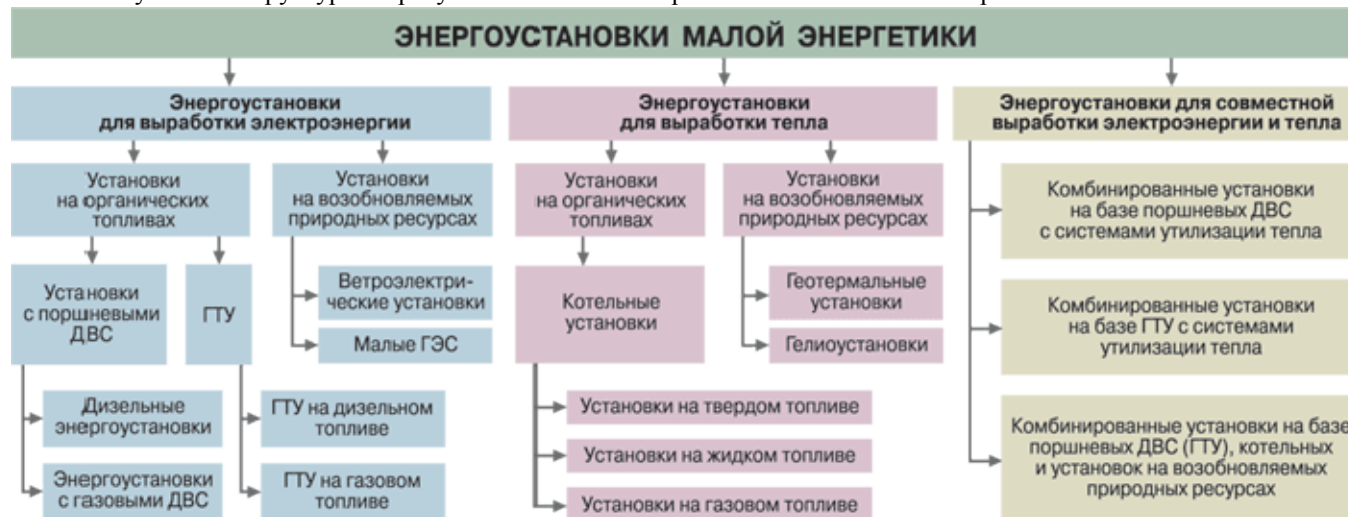 ЭНЕРГОУСТАНОВКИ МАЛОЙ ЭНЕРГЕТИКИ
Энергоустановки
для выработки электроэнергии
Установки
на органических
топливах
Установки
на возобновляемых
природных ресурсах
Установки
с поршневыми
ДВС
ГТУ
Ветроэлектри-
ческие установки
Малые ГЭС
Дизельные
энергоустановки
Энергоустановки
с газовыми ДВС
ГТУ на дизельном
топливе
ГТУ на газовом
топливе
Энергоустановки
для выработки тепла
Установки
на органических
топливах
Установки
на возобновляемых
природных ресурсах
Котельные
установки
Геотермальные
установки
Гелиоустановки
Установки на твердом топливе
Установки на жидком топливе
Установки на газовом топливе
Энергоустановки для совместной
выработки электроэнергии и тепла
Комбинированные установки
на базе поршневых ДВС
с системами утилизации тепла
Комбинированные установки
на базе ГТУ с системами
утилизации тепла
Комбинированные установки на базе
поршневых ДВС (ГТУ), котельных
и установок на возобновляемых
природных ресурсах